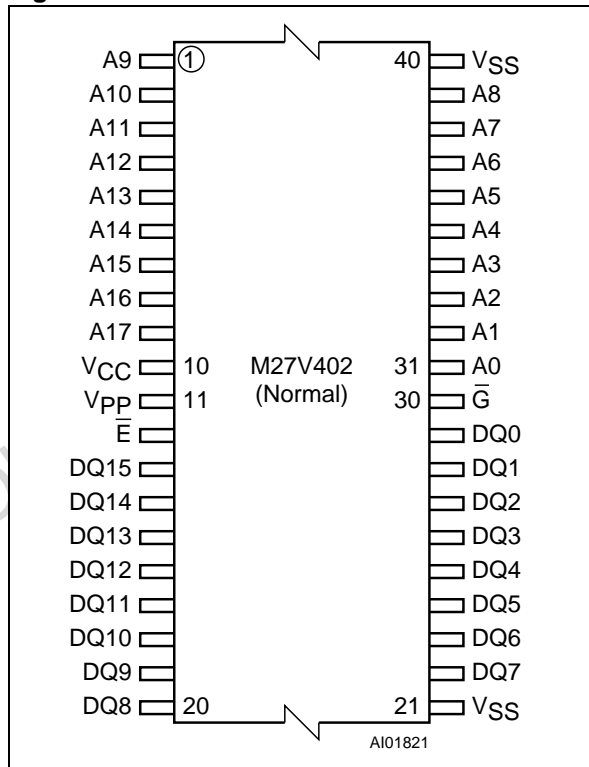 A9 1 40 VSS
A10 A8
A11 A7
A12 A6
A13 A5
A14 A4
A15 A3
A16 A2
A17 A1
VCC 10 M27V402 31 A0
VPP 11 (Normal) 30 G̅
E̅ DQ0
DQ15 DQ1
DQ14 DQ2
DQ13 DQ3
DQ12 DQ4
DQ11 DQ5
DQ10 DQ6
DQ9 DQ7
DQ8 20 21 VSS
AI01821